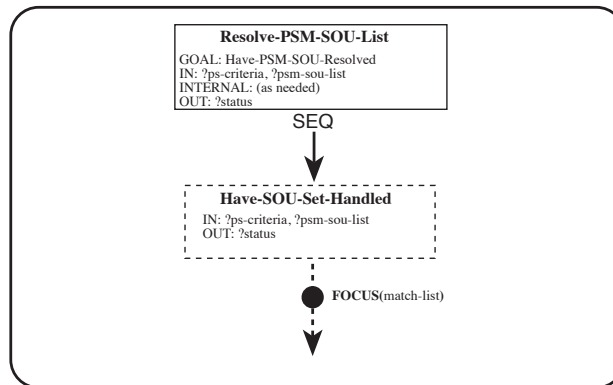 Resolve-PSM-SOU-List
GOAL: Have-PSM-SOU-Resolved
IN: ?ps-criteria, ?psm-sou-list
INTERNAL: (as needed)
OUT: ?status
SEQ
Have-SOU-Set-Handled
IN: ?ps-criteria, ?psm-sou-list
OUT: ?status
FOCUS(match-list)